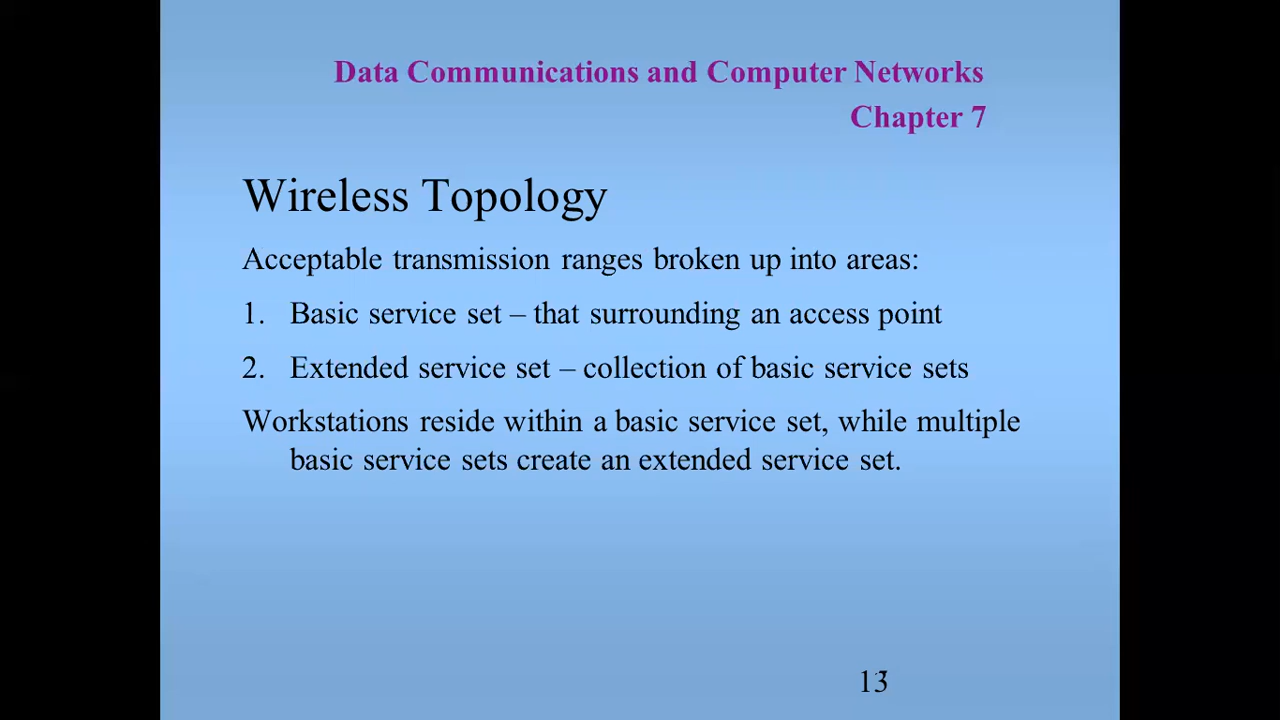 Data Communications and Computer Networks
Chapter 7
Wireless Topology
Acceptable transmission ranges broken up into areas:
1. Basic service set – that surrounding an access point
2. Extended service set – collection of basic service sets
Workstations reside within a basic service set, while multiple
basic service sets create an extended service set.